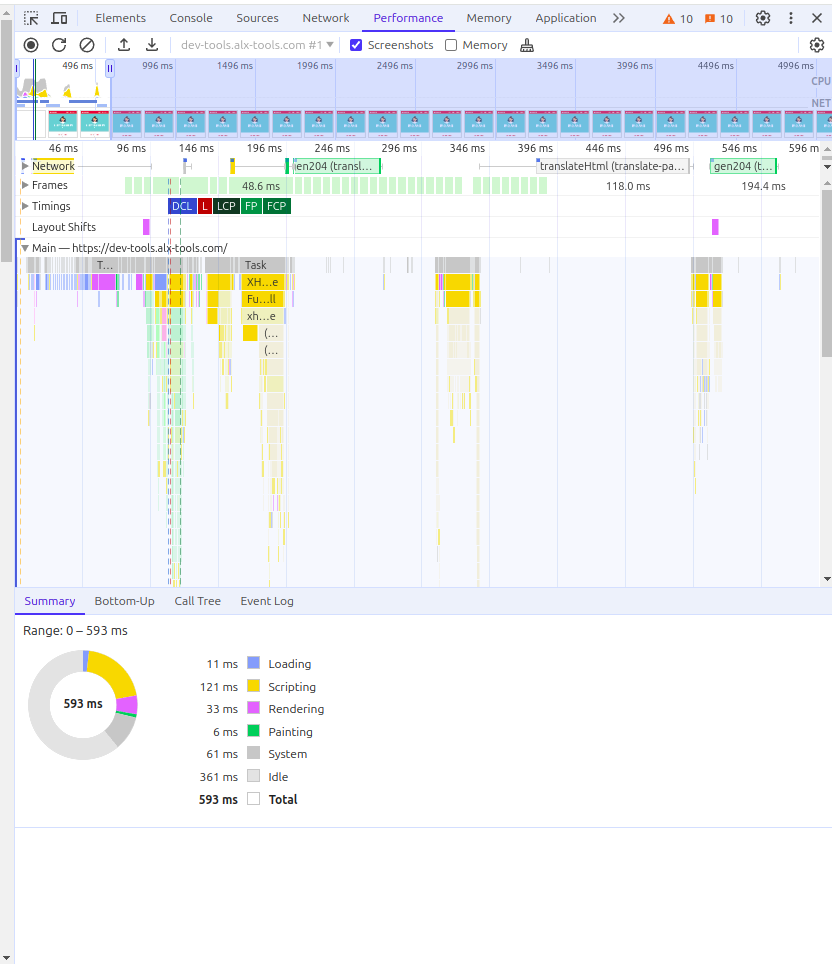 Elements Console Sources Network Performance Memory Application 10 10
dev-tools.alx-tools.com #1 Screenshots Memory
496 ms 996 ms 1496 ms 1996 ms 2496 ms 2996 ms 3496 ms 3996 ms 4496 ms 4996 ms
CPU
NET
46 ms 96 ms 146 ms 196 ms 246 ms 296 ms 346 ms 396 ms 446 ms 496 ms 546 ms 596 m
Network en204 (transl... translateHtml (translate-pa... gen204 (t...
Frames 48.6 ms 118.0 ms 194.4 ms
Timings DCL L LCP FP FCP
Layout Shifts
Main — https://dev-tools.alx-tools.com/
T... Task
XH...e
Fu...ll
xh...e
(...
(...
Summary Bottom-Up Call Tree Event Log
Range: 0 – 593 ms
593 ms
11 ms Loading
121 ms Scripting
33 ms Rendering
6 ms Painting
61 ms System
361 ms Idle
593 ms Total